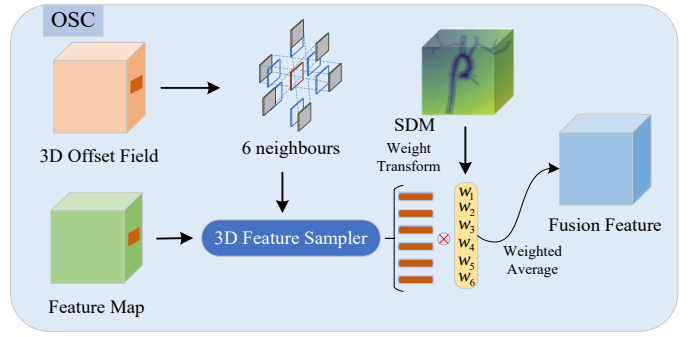 OSC
3D Offset Field
6 neighbours
SDM
Weight
Transform
w1
w2
w3
w4
w5
w6
3D Feature Sampler
Feature Map
Weighted
Average
Fusion Feature